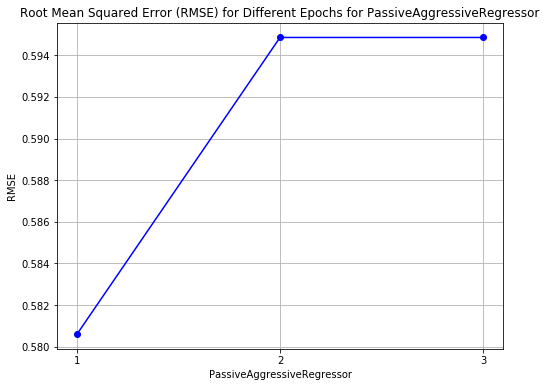 Root Mean Squared Error (RMSE) for Different Epochs for PassiveAggressiveRegressor
0.594
0.592
0.590
0.588
0.586
0.584
0.582
0.580
RMSE
1 2 3
PassiveAggressiveRegressor